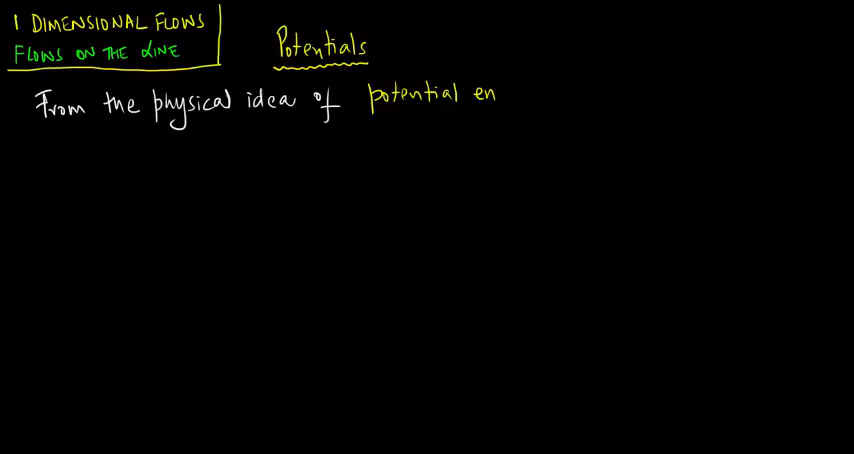 1 DIMENSIONAL FLOWS
FLOWS ON THE LINE
Potentials
From the physical idea of potential en